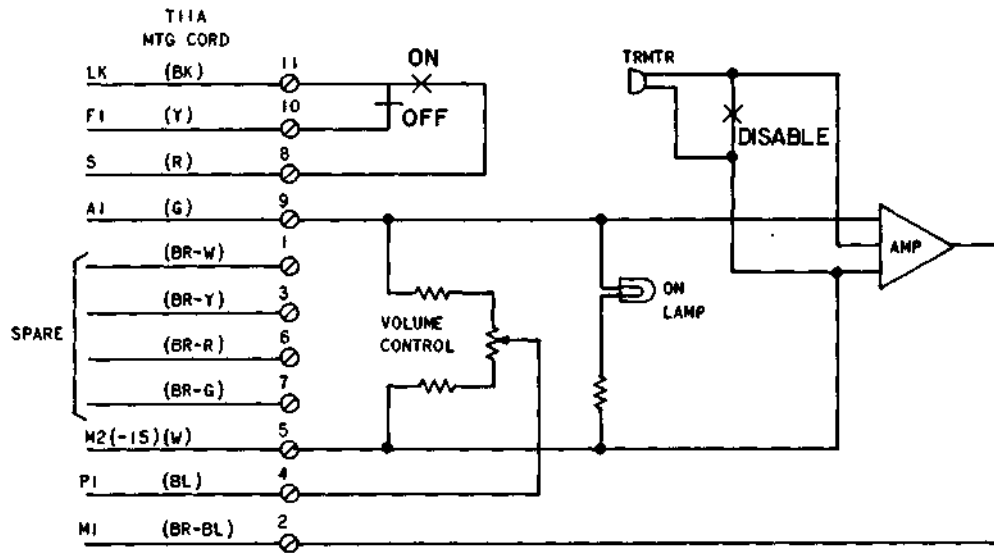 T11A
MTG CORD
LK (BK) 11
ON
F1 (Y) 10
OFF
S (R) 8
A1 (G) 9
(BR-W) 1
(BR-Y) 3
SPARE
(BR-R) 6
(BR-G) 7
M2(-15)(W) 5
P1 (BL) 4
M1 (BR-BL) 2
VOLUME
CONTROL
ON
LAMP
TRMTR
DISABLE
AMP